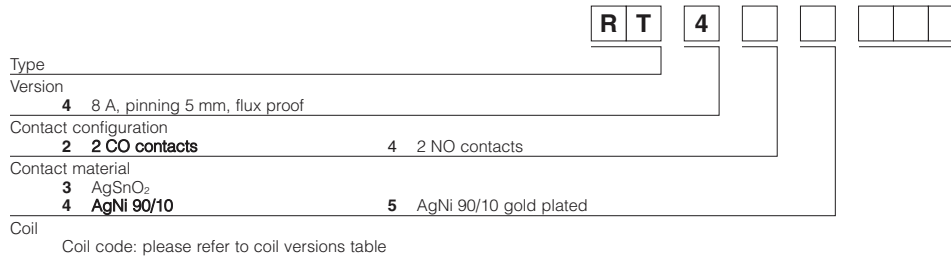 R T 4
Type
Version
4 8 A, pinning 5 mm, flux proof
Contact configuration
2 2 CO contacts 4 2 NO contacts
Contact material
3 AgSnO₂
4 AgNi 90/10 5 AgNi 90/10 gold plated
Coil
Coil code: please refer to coil versions table